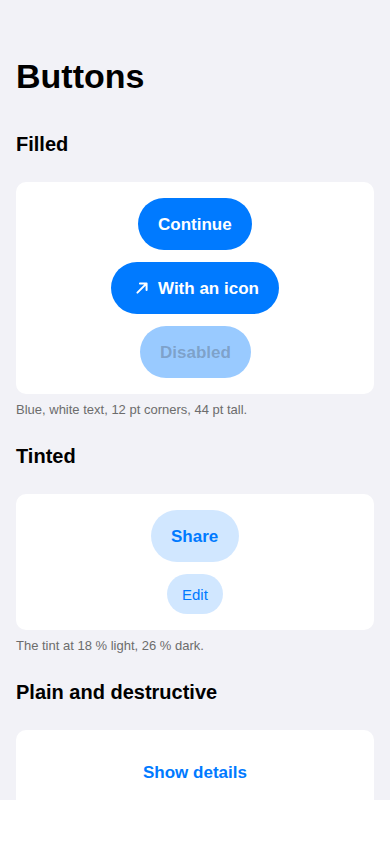 Buttons
Filled
Continue
With an icon
Disabled
Blue, white text, 12 pt corners, 44 pt tall.
Tinted
Share
Edit
The tint at 18 % light, 26 % dark.
Plain and destructive
Show details